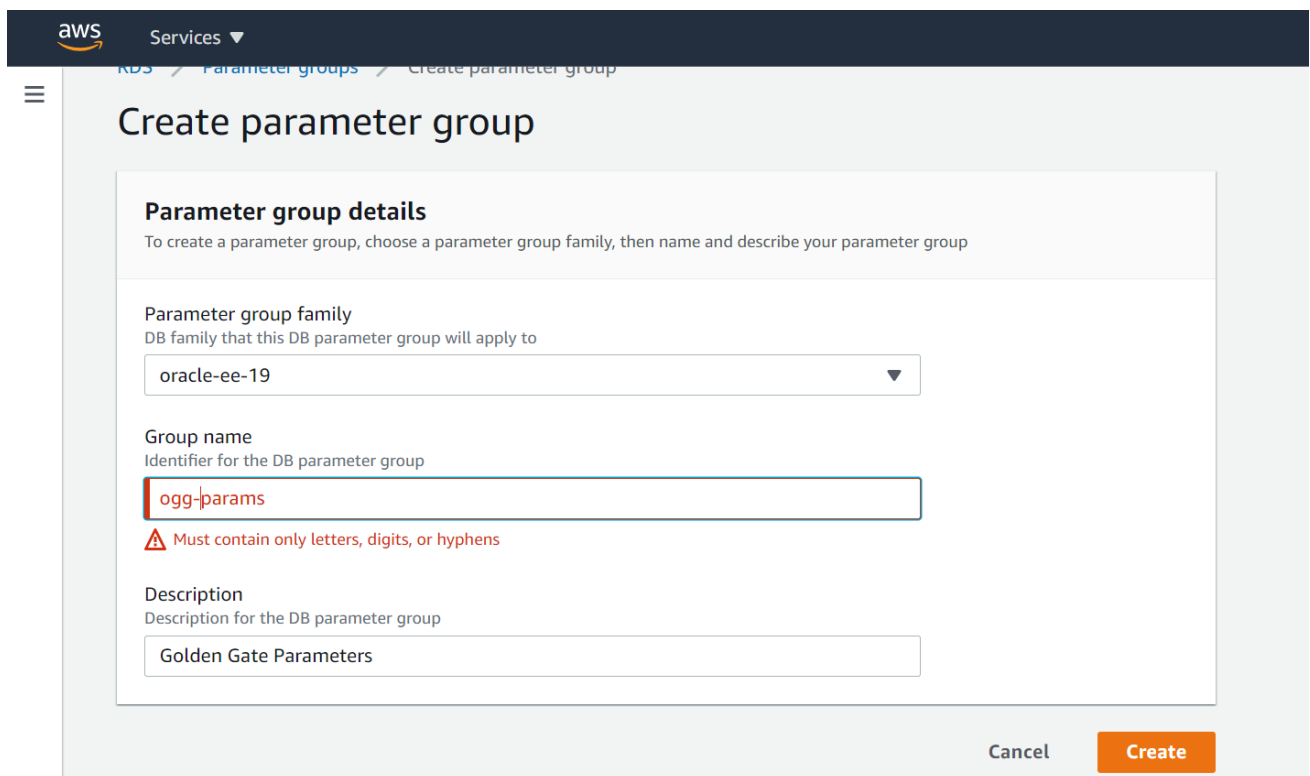 aws
Services ▼
RDS / Parameter groups / Create parameter group
Create parameter group
Parameter group details
To create a parameter group, choose a parameter group family, then name and describe your parameter group
Parameter group family
DB family that this DB parameter group will apply to
oracle-ee-19
Group name
Identifier for the DB parameter group
ogg-params
Must contain only letters, digits, or hyphens
Description
Description for the DB parameter group
Golden Gate Parameters
Cancel
Create